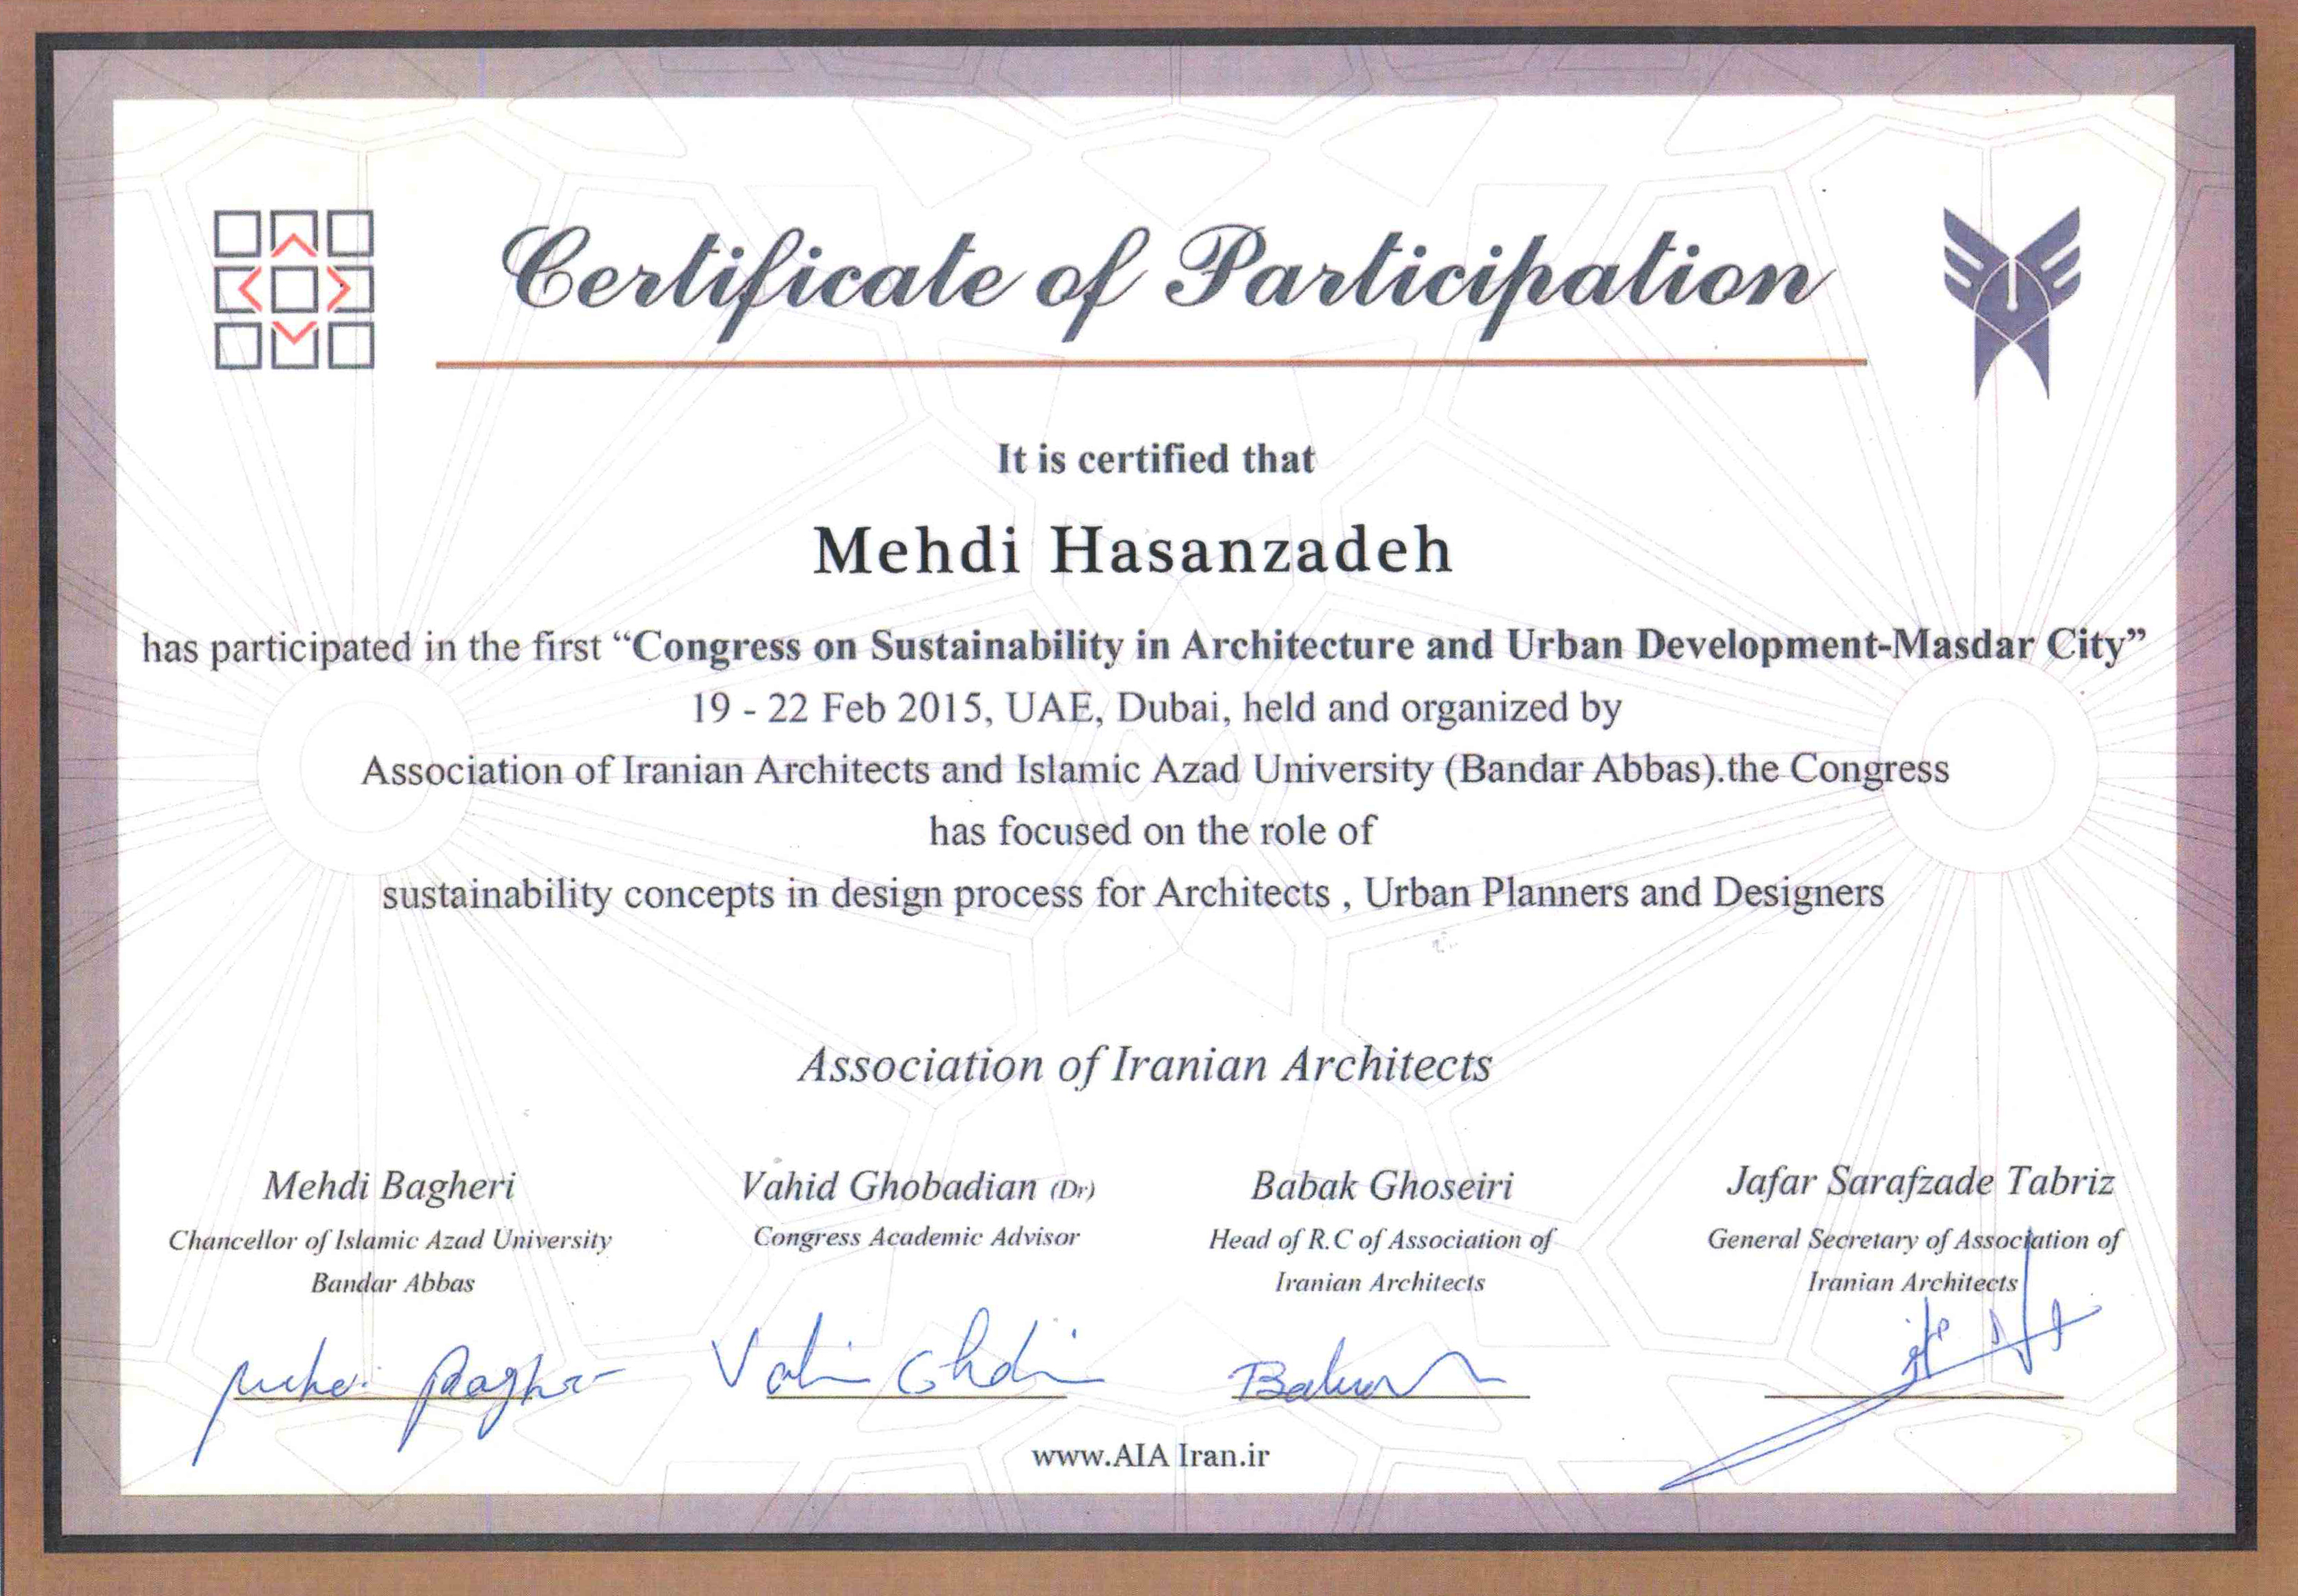 Certificate of Participation
It is certified that
Mehdi Hasanzadeh
has participated in the first “Congress on Sustainability in Architecture and Urban Development-Masdar City”
19 - 22 Feb 2015, UAE, Dubai, held and organized by
Association of Iranian Architects and Islamic Azad University (Bandar Abbas).the Congress
has focused on the role of
sustainability concepts in design process for Architects , Urban Planners and Designers
Association of Iranian Architects
Mehdi Bagheri
Chancellor of Islamic Azad University
Bandar Abbas
Vahid Ghobadian (Dr)
Congress Academic Advisor
Babak Ghoseiri
Head of R.C of Association of
Iranian Architects
Jafar Sarafzade Tabriz
General Secretary of Association of
Iranian Architects
www.AIA Iran.ir